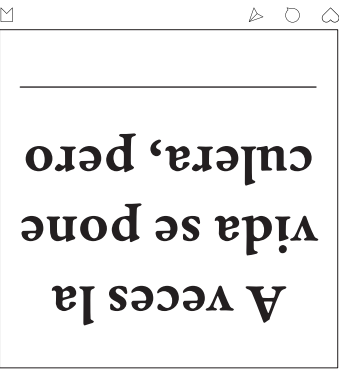 A veces la
vida se pone
culera, pero